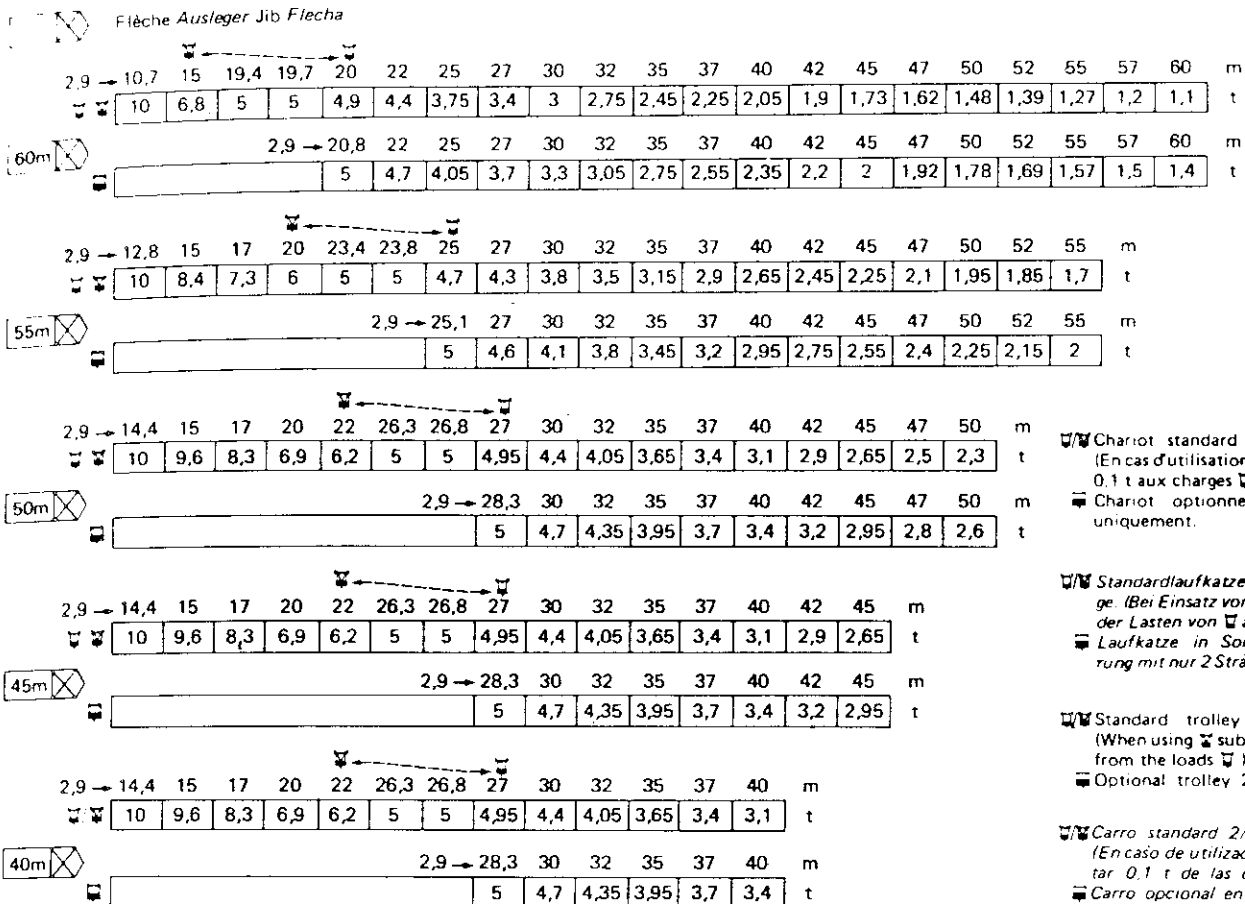 Flèche Ausleger Jib Flecha
2,9 → 10,7 15 19,4 19,7 20 22 25 27 30 32 35 37 40 42 45 47 50 52 55 57 60 m
10 6,8 5 5 4,9 4,4 3,75 3,4 3 2,75 2,45 2,25 2,05 1,9 1,73 1,62 1,48 1,39 1,27 1,2 1,1 t
60m
2,9 → 20,8 22 25 27 30 32 35 37 40 42 45 47 50 52 55 57 60 m
5 4,7 4,05 3,7 3,3 3,05 2,75 2,55 2,35 2,2 2 1,92 1,78 1,69 1,57 1,5 1,4 t
2,9 → 12,8 15 17 20 23,4 23,8 25 27 30 32 35 37 40 42 45 47 50 52 55 m
10 8,4 7,3 6 5 5 4,7 4,3 3,8 3,5 3,15 2,9 2,65 2,45 2,25 2,1 1,95 1,85 1,7 t
55m
2,9 → 25,1 27 30 32 35 37 40 42 45 47 50 52 55 m
5 4,6 4,1 3,8 3,45 3,2 2,95 2,75 2,55 2,4 2,25 2,15 2 t
2,9 → 14,4 15 17 20 22 26,3 26,8 27 30 32 35 37 40 42 45 47 50 m
10 9,6 8,3 6,9 6,2 5 5 4,95 4,4 4,05 3,65 3,4 3,1 2,9 2,65 2,5 2,3 t
50m
2,9 → 28,3 30 32 35 37 40 42 45 47 50 m
5 4,7 4,35 3,95 3,7 3,4 3,2 2,95 2,8 2,6 t
2,9 → 14,4 15 17 20 22 26,3 26,8 27 30 32 35 37 40 42 45 m
10 9,6 8,3 6,9 6,2 5 5 4,95 4,4 4,05 3,65 3,4 3,1 2,9 2,65 t
45m
2,9 → 28,3 30 32 35 37 40 42 45 m
5 4,7 4,35 3,95 3,7 3,4 3,2 2,95 t
2,9 → 14,4 15 17 20 22 26,3 26,8 27 30 32 35 37 40 m
10 9,6 8,3 6,9 6,2 5 5 4,95 4,4 4,05 3,65 3,4 3,1 t
40m
2,9 → 28,3 30 32 35 37 40 m
5 4,7 4,35 3,95 3,7 3,4 t
Chariot standard
(En cas d'utilisation
0,1 t aux charges
Chariot optionne
uniquement.
Standardlaufkatze
ge. (Bei Einsatz vor
der Lasten von
Laufkatze in So
rung mit nur 2 Strä
Standard trolley
(When using sub
from the loads
Optional trolley 2
Carro standard 2/
(En caso de utilizac
tar 0,1 t de las
Carro opcional en